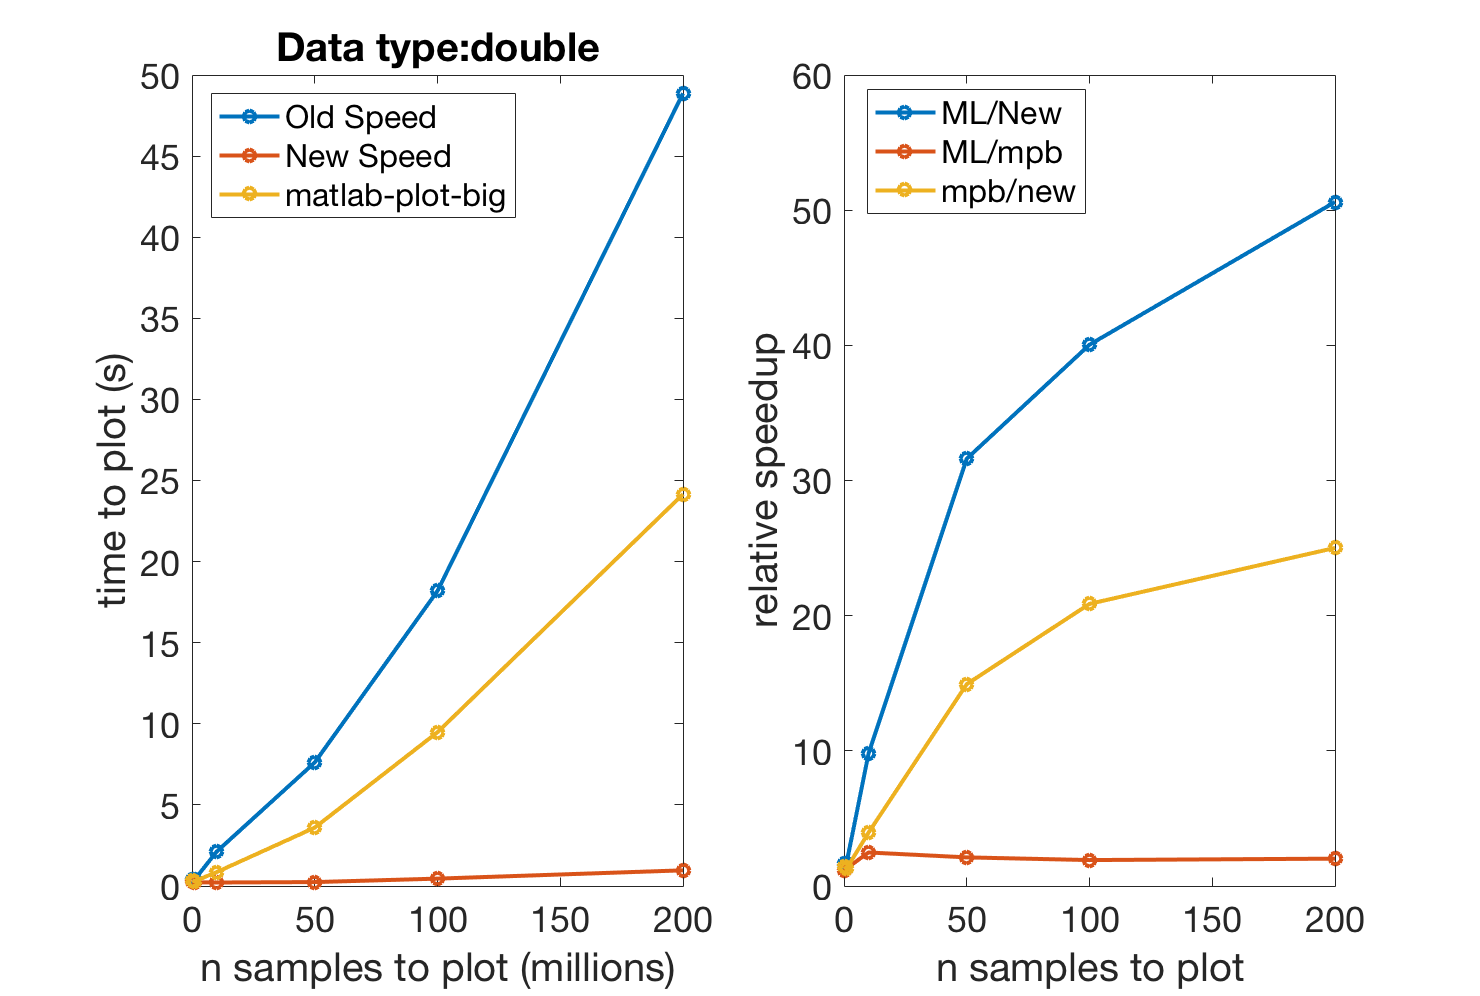 Data type:double
50
45
40
35
30
25
20
15
10
5
0
time to plot (s)
Old Speed
New Speed
matlab-plot-big
0 50 100 150 200
n samples to plot (millions)
60
50
40
30
20
10
0
relative speedup
ML/New
ML/mpb
mpb/new
0 50 100 150 200
n samples to plot